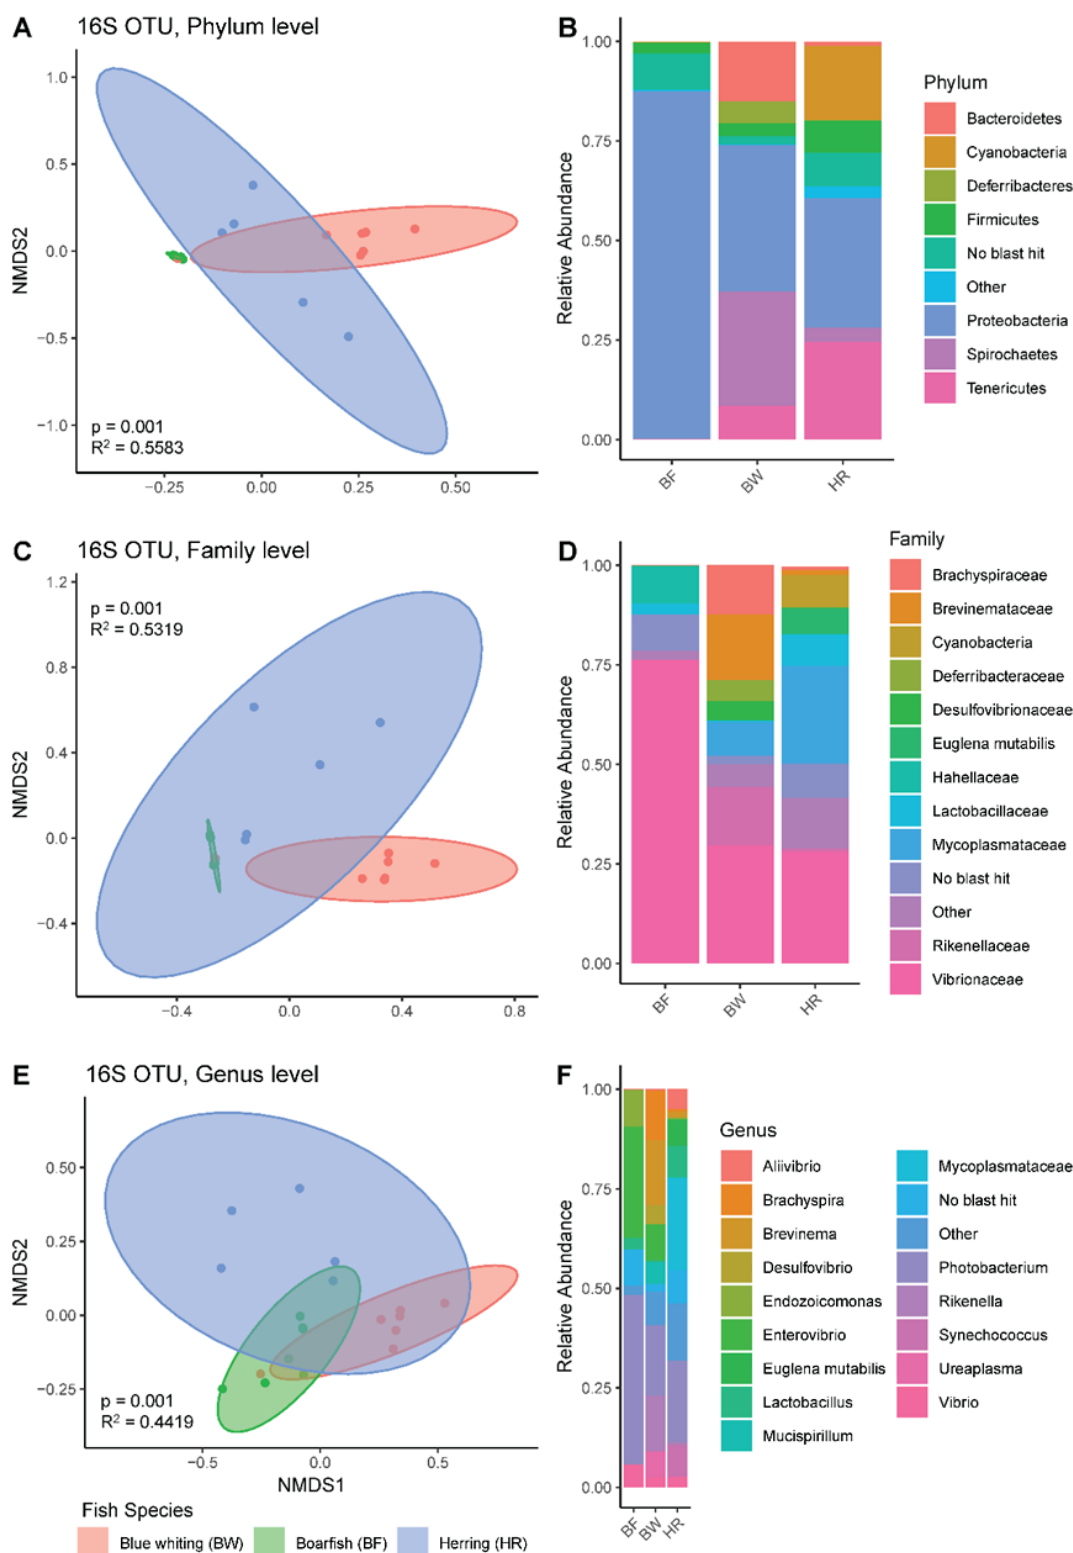 A
16S OTU, Phylum level
NMDS2
1.0
0.5
0.0
−0.5
−1.0
p = 0.001
R² = 0.5583
−0.25
0.00
0.25
0.50
B
Relative Abundance
1.00
0.75
0.50
0.25
0.00
BF
BW
HR
Phylum
Bacteroidetes
Cyanobacteria
Deferribacteres
Firmicutes
No blast hit
Other
Proteobacteria
Spirochaetes
Tenericutes
C
16S OTU, Family level
NMDS2
1.2
0.8
0.4
0.0
−0.4
p = 0.001
R² = 0.5319
−0.4
0.0
0.4
0.8
D
Relative Abundance
1.00
0.75
0.50
0.25
0.00
BF
BW
HR
Family
Brachyspiraceae
Brevinemataceae
Cyanobacteria
Deferribacteraceae
Desulfovibrionaceae
Euglena mutabilis
Hahellaceae
Lactobacillaceae
Mycoplasmataceae
No blast hit
Other
Rikenellaceae
Vibrionaceae
E
16S OTU, Genus level
NMDS2
0.50
0.25
0.00
−0.25
p = 0.001
R² = 0.4419
−0.5
0.0
0.5
NMDS1
F
Relative Abundance
1.00
0.75
0.50
0.25
0.00
BF
BW
HR
Genus
Aliivibrio
Brachyspira
Brevinema
Desulfovibrio
Endozoicomonas
Enterovibrio
Euglena mutabilis
Lactobacillus
Mucispirillum
Mycoplasmataceae
No blast hit
Other
Photobacterium
Rikenella
Synechococcus
Ureaplasma
Vibrio
Fish Species
Blue whiting (BW)
Boarfish (BF)
Herring (HR)